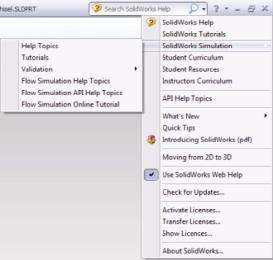 hisel.SLDPRT
Search SolidWorks Help
SolidWorks Help
SolidWorks Tutorials
SolidWorks Simulation
Student Curriculum
Student Resources
Instructors Curriculum
API Help Topics
What's New
Quick Tips
Introducing SolidWorks (pdf)
Moving from 2D to 3D
Use SolidWorks Web Help
Check for Updates...
Activate Licenses...
Transfer Licenses...
Show Licenses...
About SolidWorks...
Help Topics
Tutorials
Validation
Flow Simulation Help Topics
Flow Simulation API Help Topics
Flow Simulation Online Tutorial